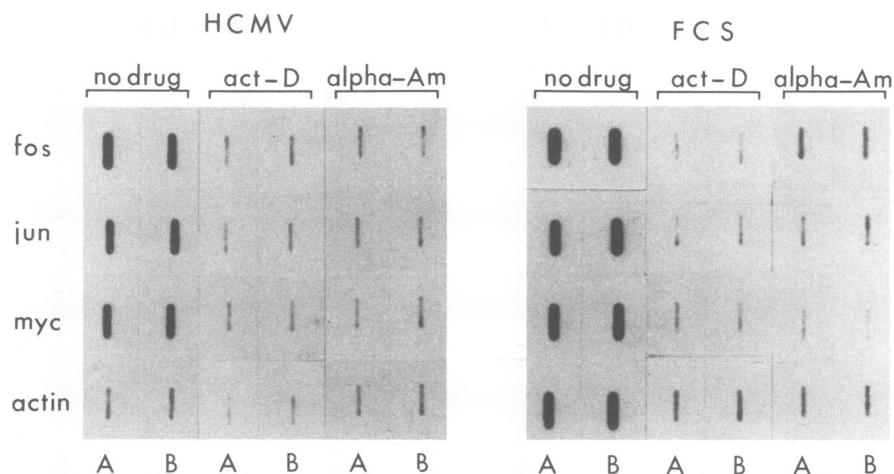 HCMV
FCS
no drug act-D alpha-Am
no drug act-D alpha-Am
fos
jun
myc
actin
A B A B A B
A B A B A B